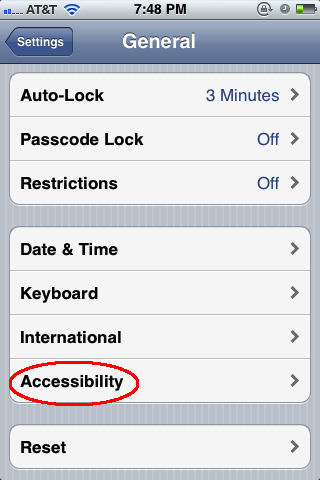 AT&T 7:48 PM
Settings General
Auto-Lock 3 Minutes
Passcode Lock Off
Restrictions Off
Date & Time
Keyboard
International
Accessibility
Reset